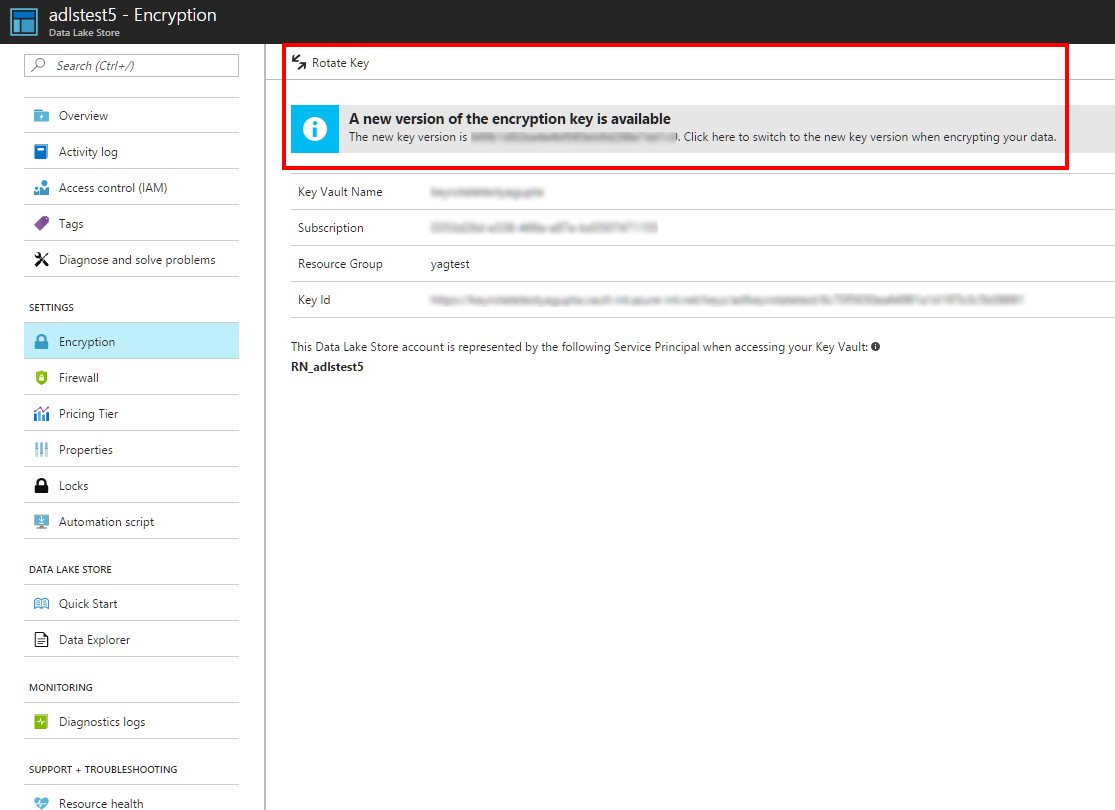 adlstest5 - Encryption
Data Lake Store
Search (Ctrl+/)
Overview
Activity log
Access control (IAM)
Tags
Diagnose and solve problems
SETTINGS
Encryption
Firewall
Pricing Tier
Properties
Locks
Automation script
DATA LAKE STORE
Quick Start
Data Explorer
MONITORING
Diagnostics logs
SUPPORT + TROUBLESHOOTING
Resource health
Rotate Key
A new version of the encryption key is available
The new key version is . Click here to switch to the new key version when encrypting your data.
Key Vault Name
Subscription
Resource Group yagtest
Key Id
This Data Lake Store account is represented by the following Service Principal when accessing your Key Vault:
RN_adlstest5